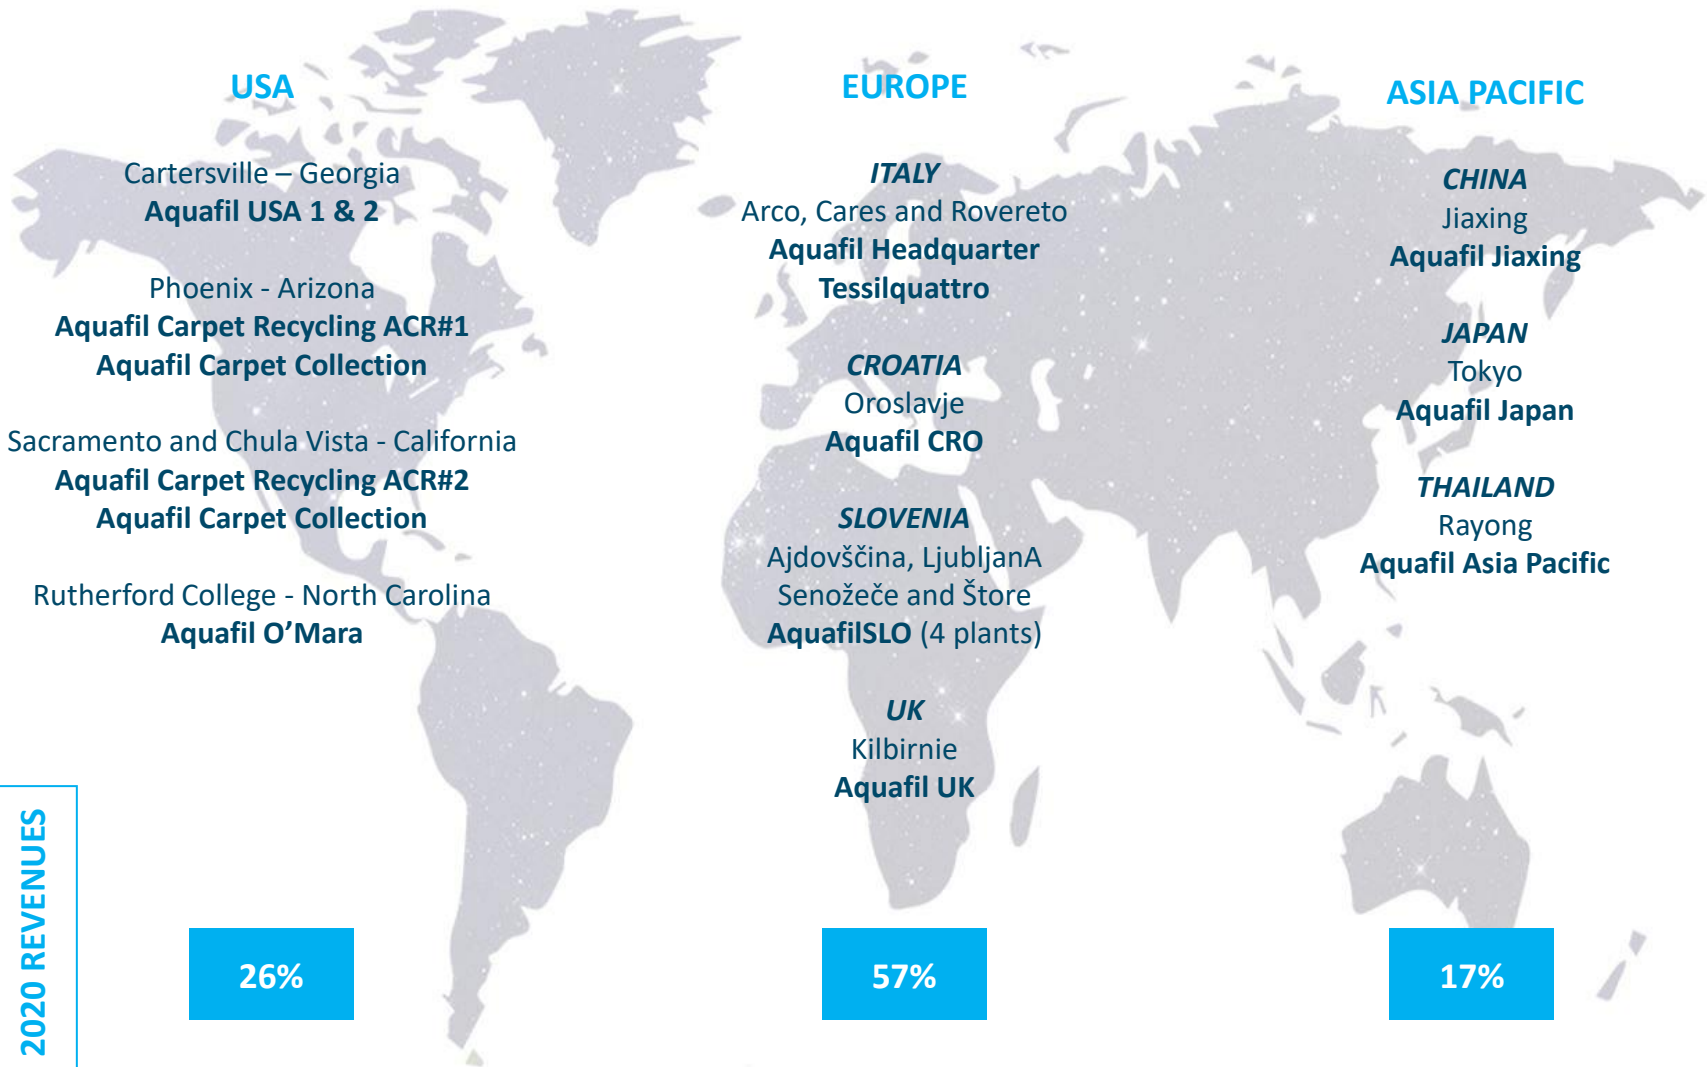 USA
Cartersville – Georgia
Aquafil USA 1 & 2
Phoenix - Arizona
Aquafil Carpet Recycling ACR#1
Aquafil Carpet Collection
Sacramento and Chula Vista - California
Aquafil Carpet Recycling ACR#2
Aquafil Carpet Collection
Rutherford College - North Carolina
Aquafil O’Mara
EUROPE
ITALY
Arco, Cares and Rovereto
Aquafil Headquarter
Tessilquattro
CROATIA
Oroslavje
Aquafil CRO
SLOVENIA
Ajdovščina, LjubljanA
Senožeče and Štore
AquafilSLO (4 plants)
UK
Kilbirnie
Aquafil UK
ASIA PACIFIC
CHINA
Jiaxing
Aquafil Jiaxing
JAPAN
Tokyo
Aquafil Japan
THAILAND
Rayong
Aquafil Asia Pacific
2020 REVENUES
26%
57%
17%